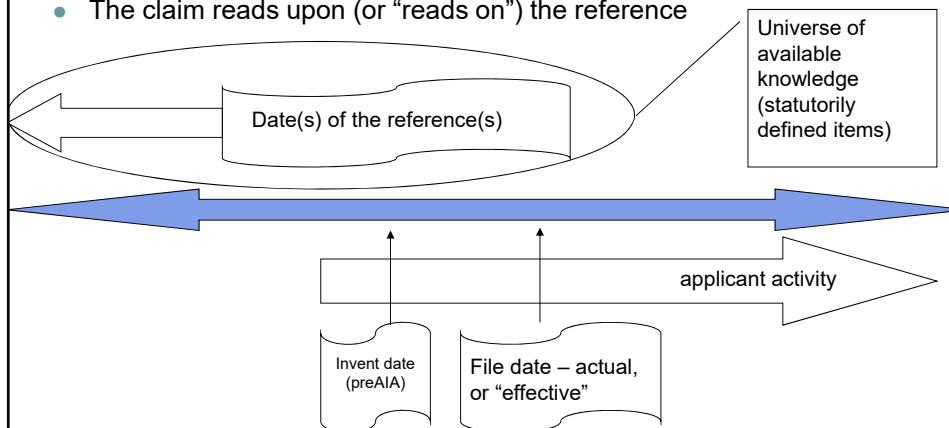 • The claim reads upon (or “reads on”) the reference
Universe of
available
knowledge
(statutorily
defined items)
Date(s) of the reference(s)
applicant activity
Invent date
(preAIA)
File date – actual,
or “effective”